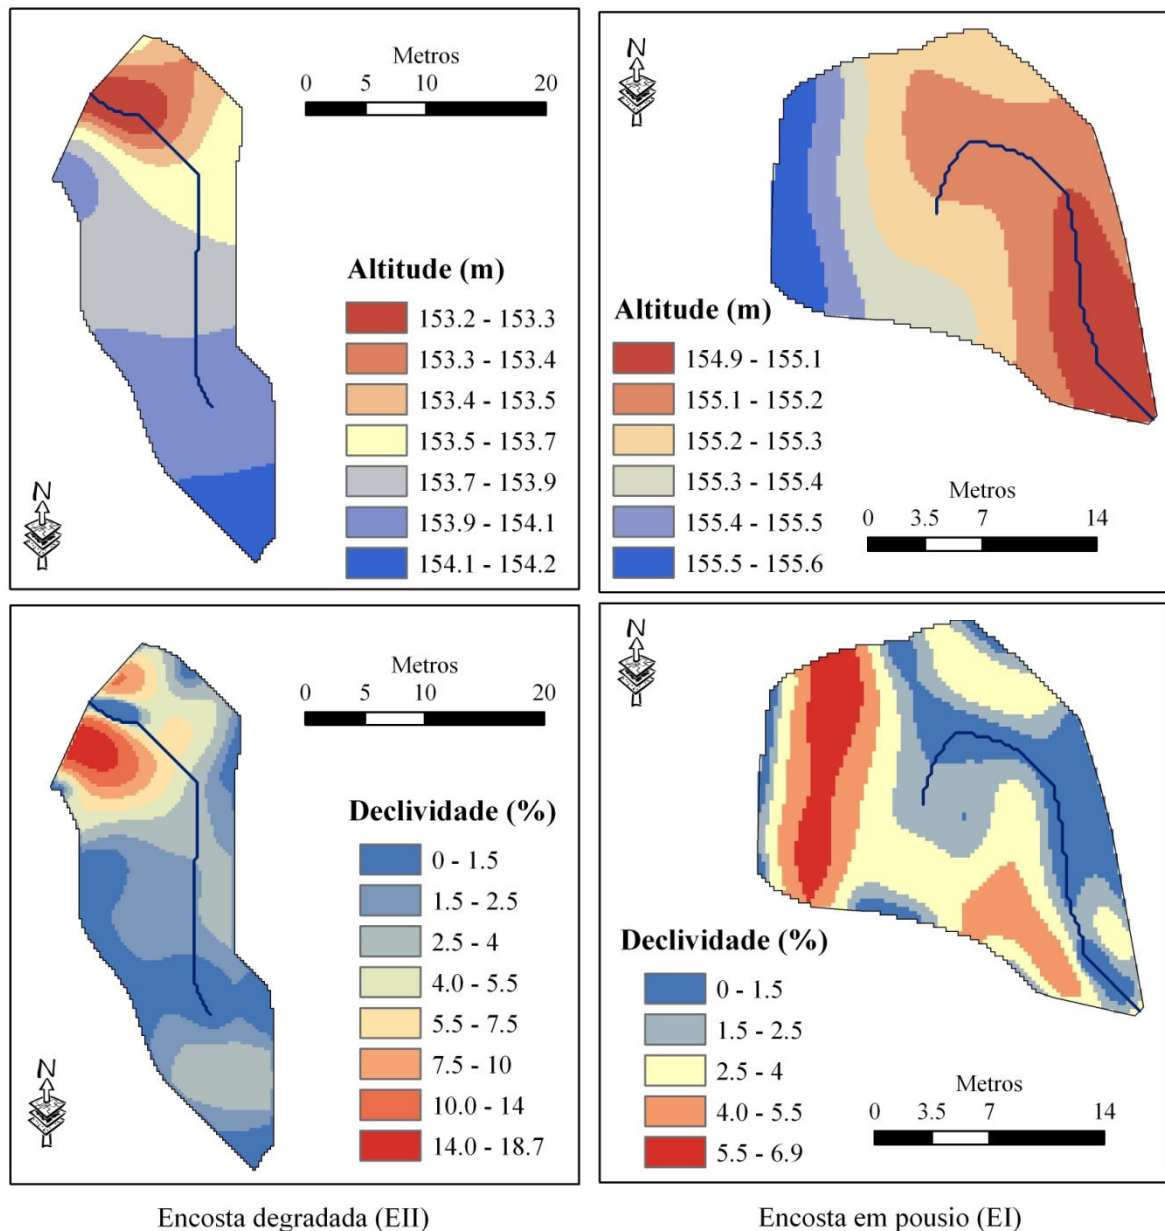 N
Metros
0 5 10 20
Altitude (m)
153.2 - 153.3
153.3 - 153.4
153.4 - 153.5
153.5 - 153.7
153.7 - 153.9
153.9 - 154.1
154.1 - 154.2
N
Altitude (m)
154.9 - 155.1
155.1 - 155.2
155.2 - 155.3
155.3 - 155.4
155.4 - 155.5
155.5 - 155.6
Metros
0 3.5 7 14
N
Metros
0 5 10 20
Declividade (%)
0 - 1.5
1.5 - 2.5
2.5 - 4
4.0 - 5.5
5.5 - 7.5
7.5 - 10
10.0 - 14
14.0 - 18.7
N
Declividade (%)
0 - 1.5
1.5 - 2.5
2.5 - 4
4.0 - 5.5
5.5 - 6.9
Metros
0 3.5 7 14
Encosta degradada (EII)
Encosta em pousio (EI)